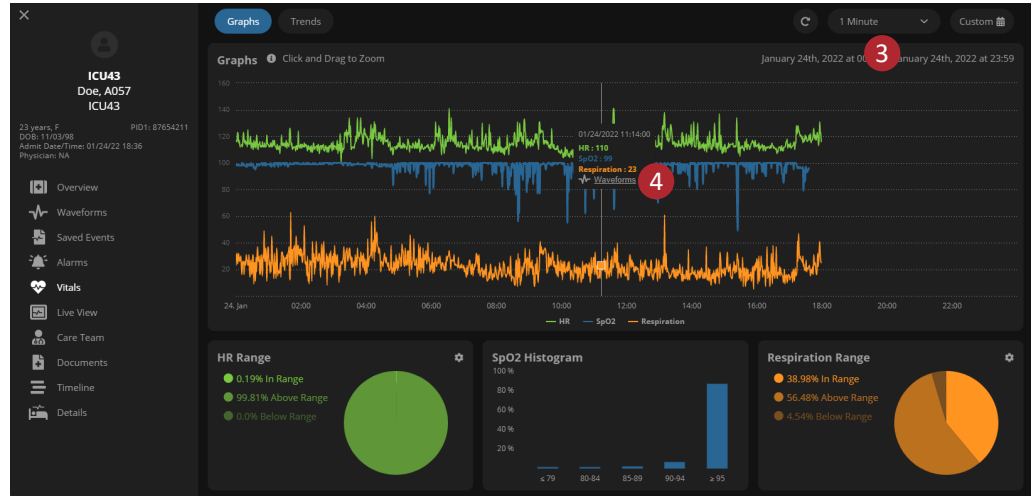 ICU43
Doe, A057
ICU43
23 years, F PID1: 87654211
DOB: 11/03/98
Admit Date/Time: 01/24/22 18:36
Physician: NA
Overview
Waveforms
Saved Events
Alarms
Vitals
Live View
Care Team
Documents
Timeline
Details
Graphs Trends 1 Minute Custom
3
Graphs Click and Drag to Zoom January 24th, 2022 at 00 January 24th, 2022 at 23:59
160
140
120
100
80
60
40
20
01/24/2022 11:14:00
HR : 110
SpO2 : 99
Respiration : 23
Waveforms
4
24. Jan 02:00 04:00 06:00 08:00 10:00 12:00 14:00 16:00 18:00 20:00 22:00
HR SpO2 Respiration
HR Range
0.19% In Range
99.81% Above Range
0.0% Below Range
SpO2 Histogram
100 %
80 %
60 %
40 %
20 %
≤ 79 80-84 85-89 90-94 ≥ 95
Respiration Range
38.98% In Range
56.48% Above Range
4.54% Below Range